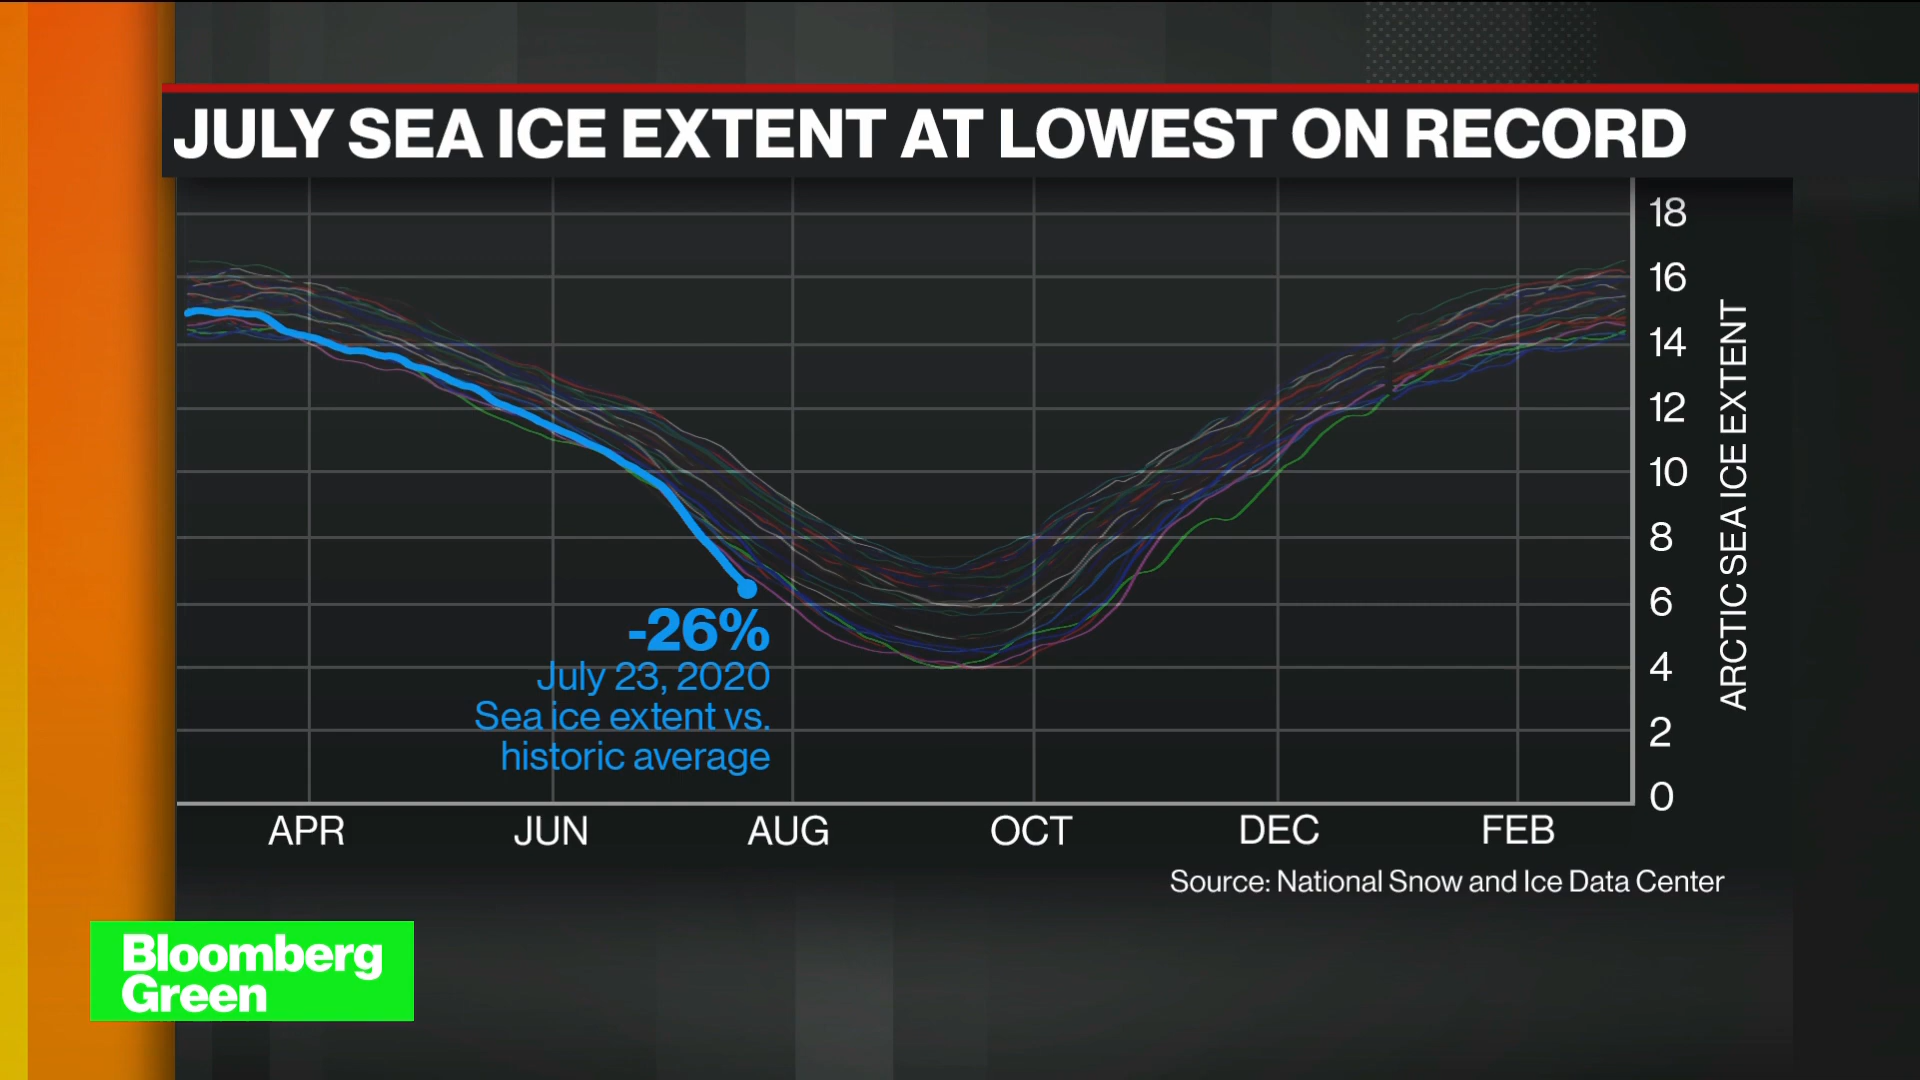 JULY SEA ICE EXTENT AT LOWEST ON RECORD
18
16
14
12
10
8
6
4
2
0
ARCTIC SEA ICE EXTENT
-26%
July 23, 2020
Sea ice extent vs.
historic average
APR JUN AUG OCT DEC FEB
Source: National Snow and Ice Data Center
Bloomberg
Green